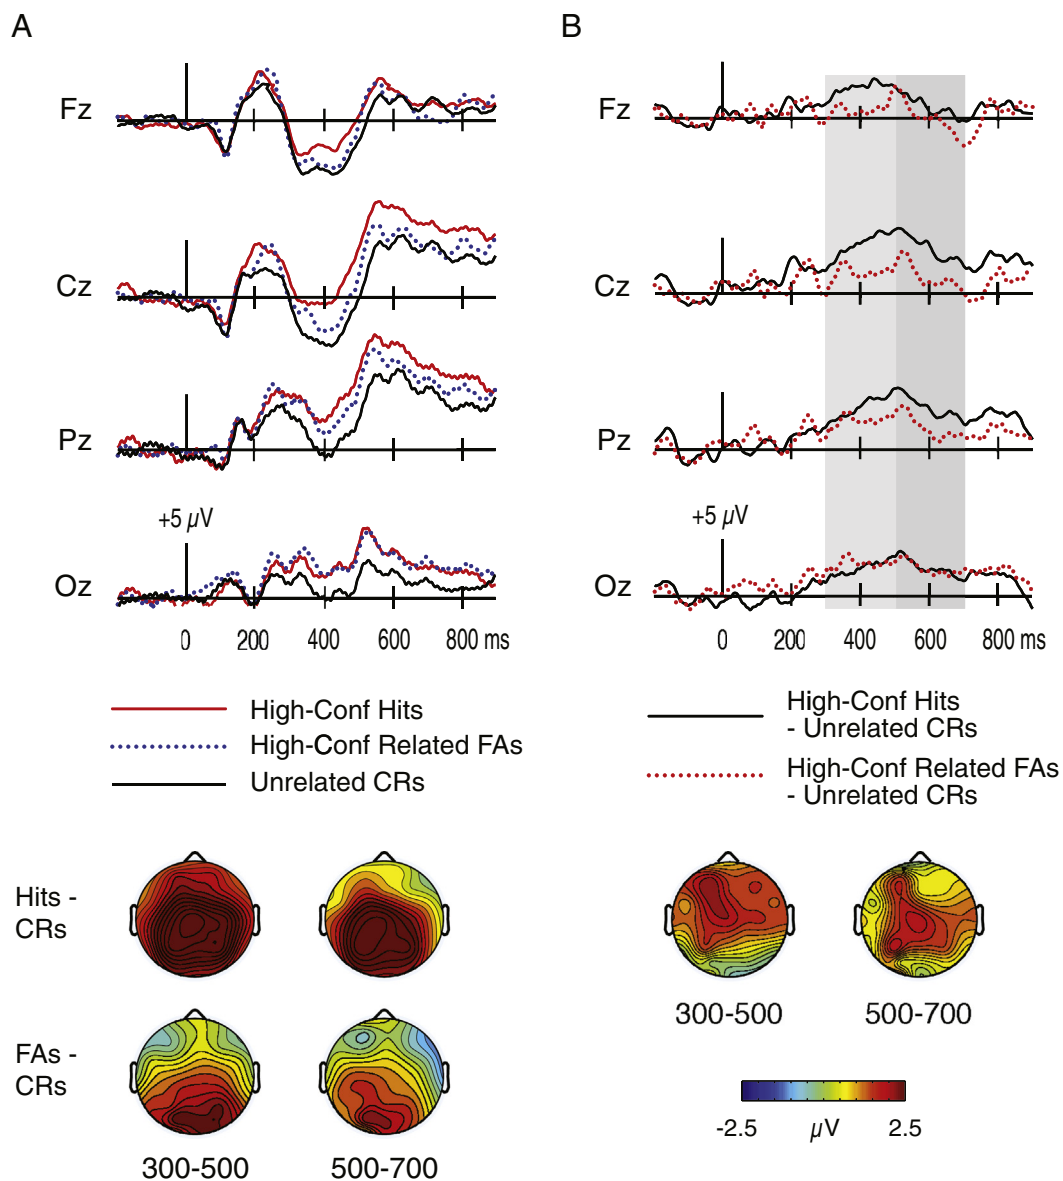 A
Fz
Cz
Pz
+5 µV
Oz
0 200 400 600 800 ms
High-Conf Hits
High-Conf Related FAs
Unrelated CRs
Hits -
CRs
FAs -
CRs
300-500 500-700
B
Fz
Cz
Pz
+5 µV
Oz
0 200 400 600 800 ms
High-Conf Hits
- Unrelated CRs
High-Conf Related FAs
- Unrelated CRs
300-500 500-700
-2.5 µV 2.5